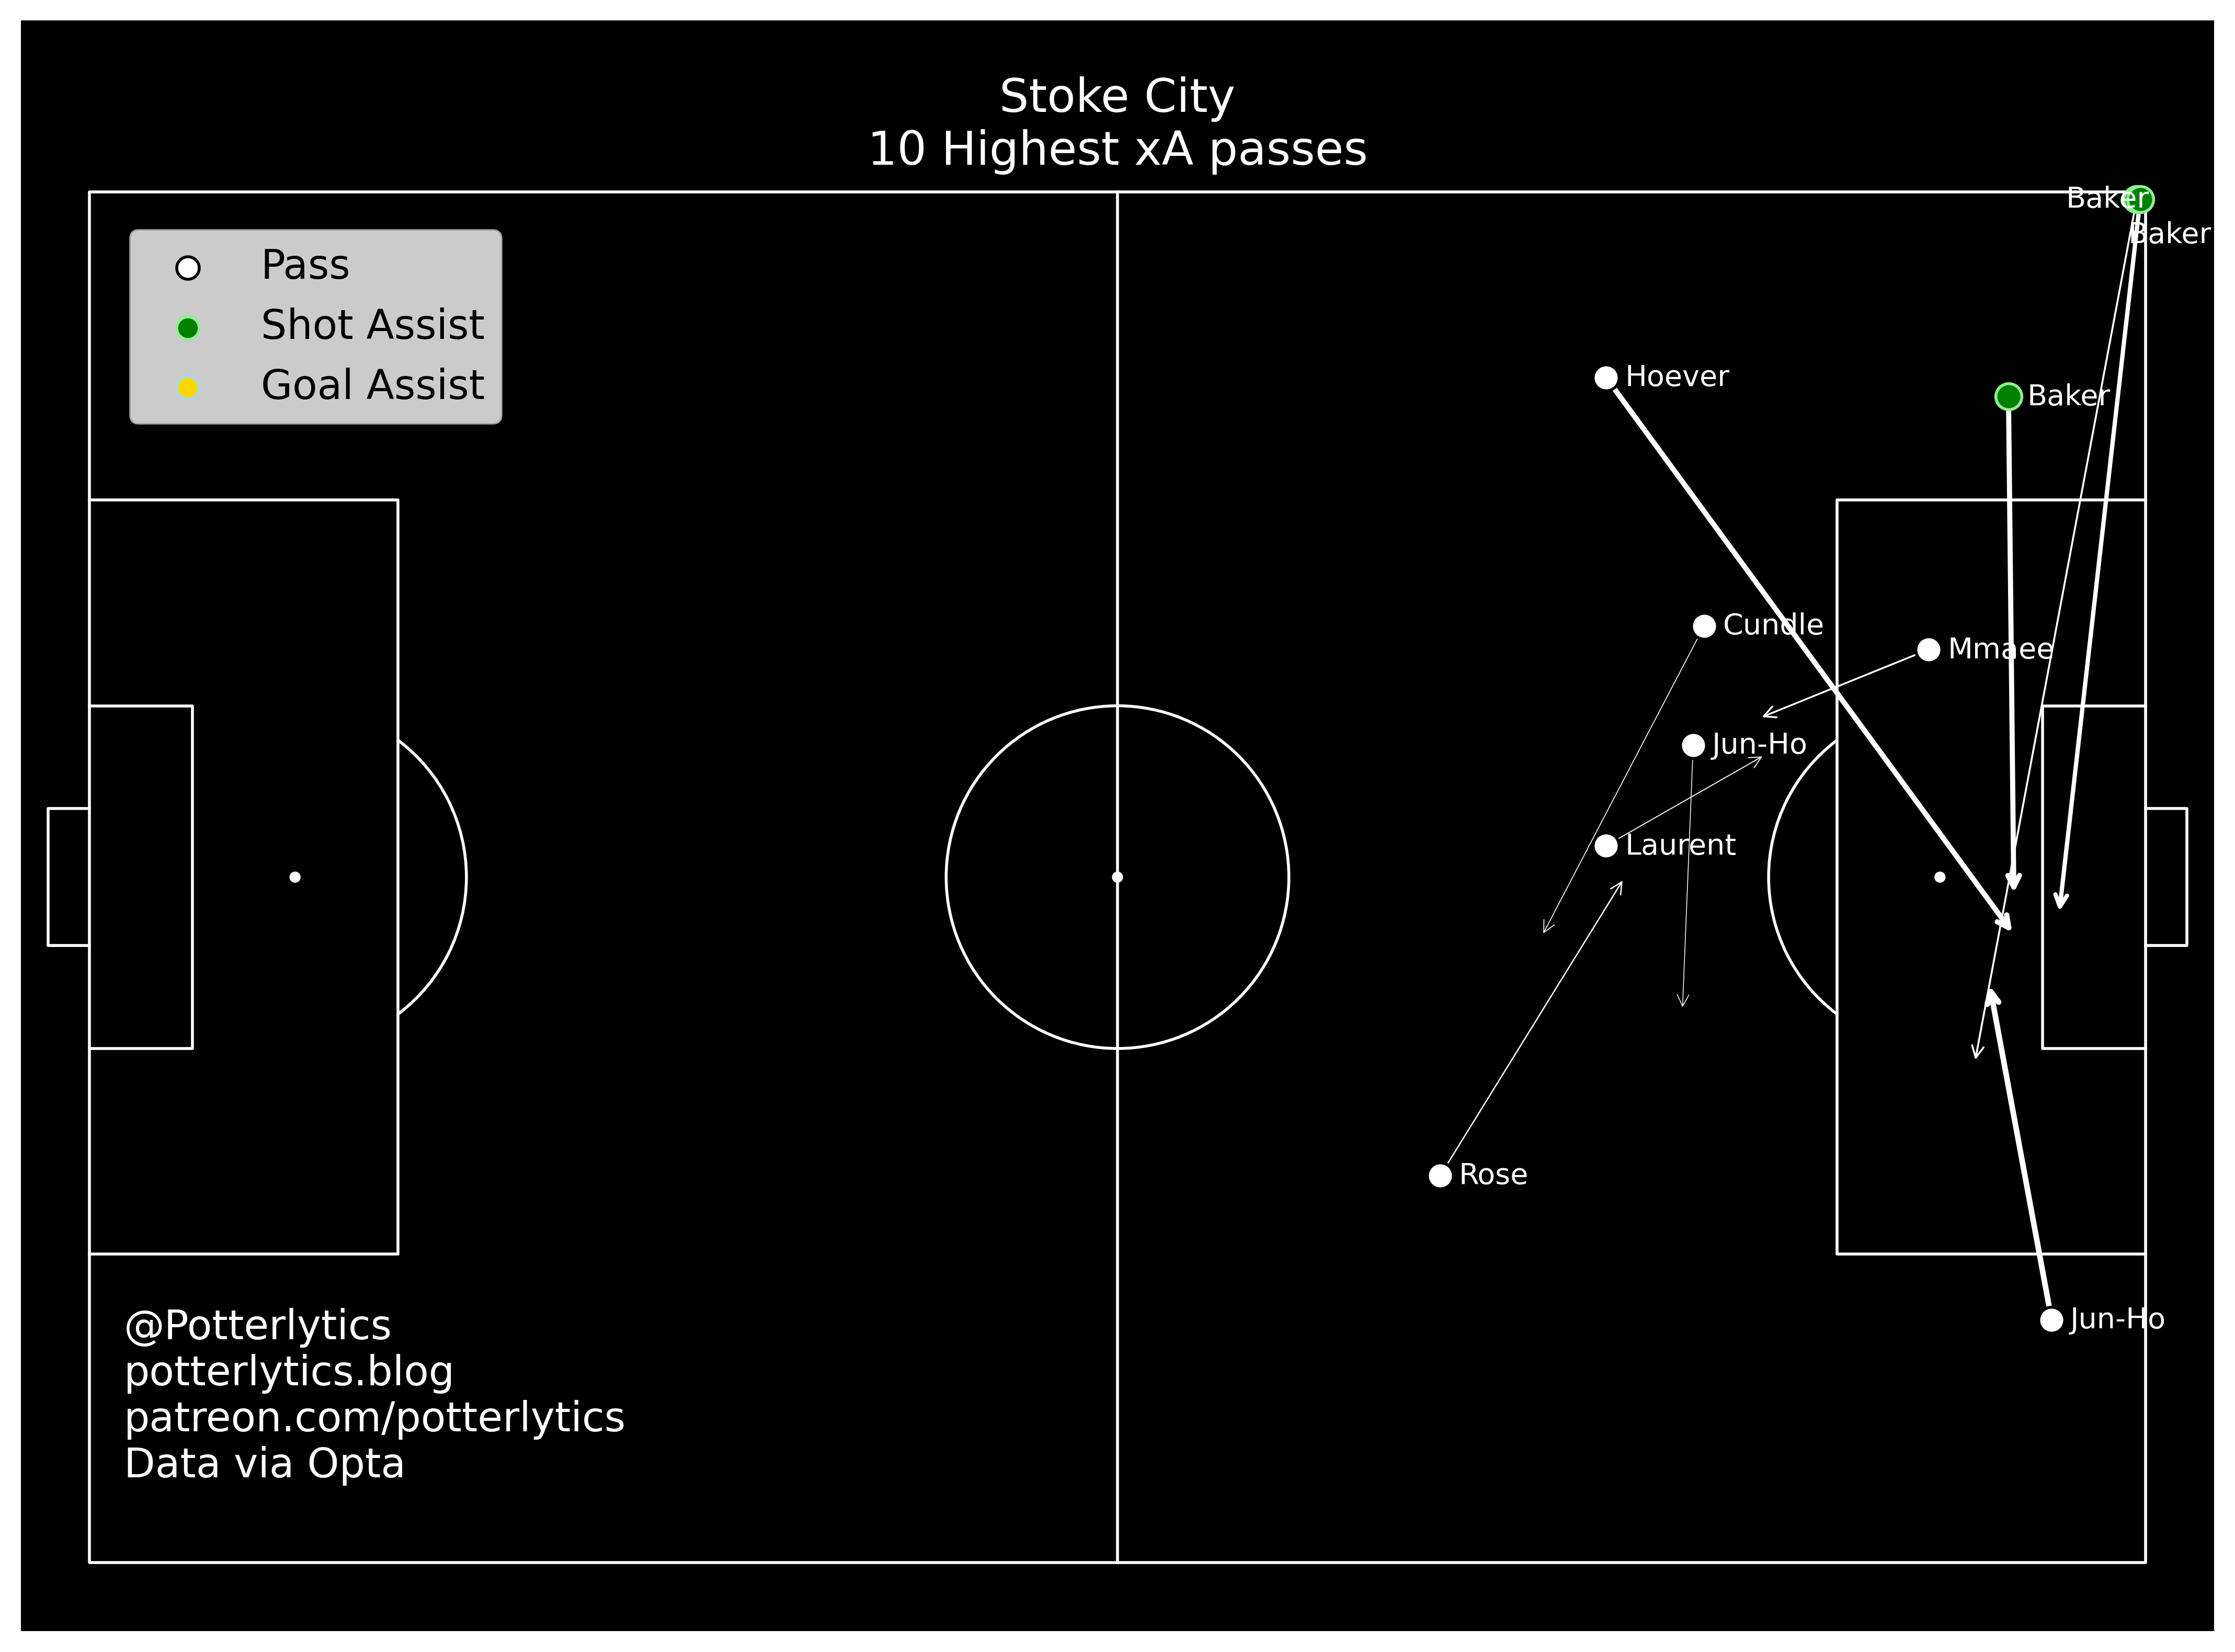 Stoke City
10 Highest xA passes
Baker
Baker
Pass
Shot Assist
Goal Assist
Hoever
Baker
Cundle
Mmaee
Jun-Ho
Laurent
Rose
Jun-Ho
@Potterlytics
potterlytics.blog
patreon.com/potterlytics
Data via Opta